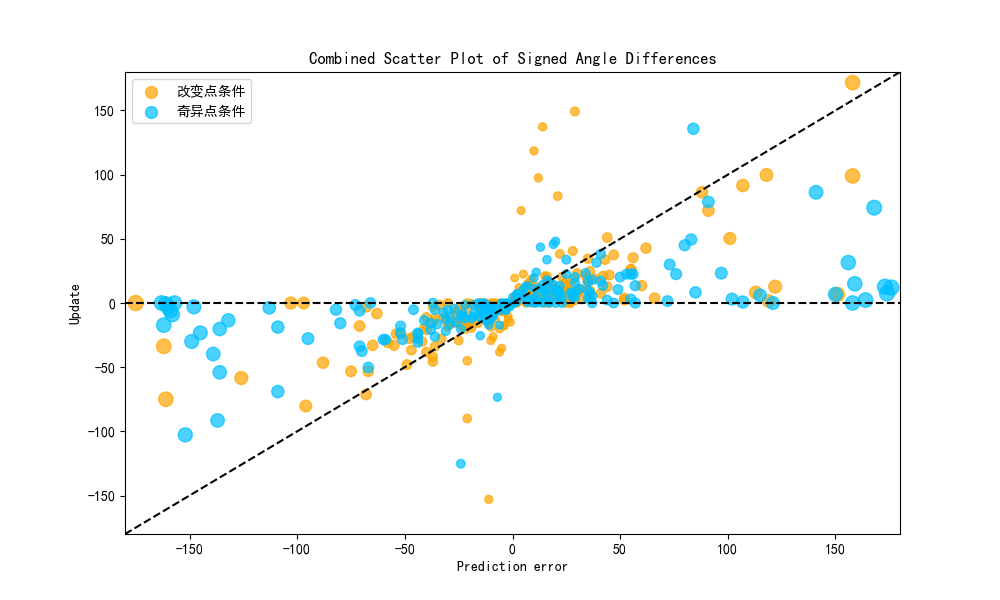 Combined Scatter Plot of Signed Angle Differences
改变点条件
奇异点条件
150
100
50
0
−50
−100
−150
Update
−150 −100 −50 0 50 100 150
Prediction error